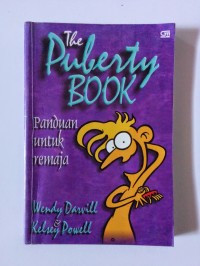 The
Puberty
BOOK
Panduan
untuk
remaja
Wendy Darvill
&
Kelsey Powell